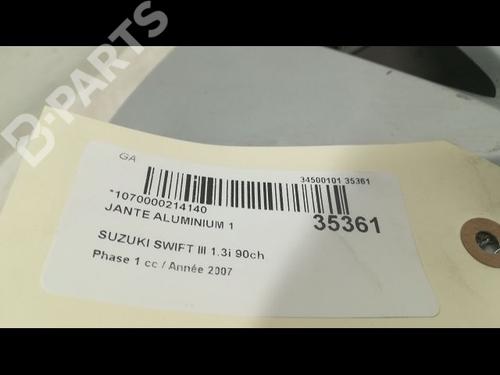 B-PARTS
GA
34500101 35361
*1070000214140
JANTE ALUMINIUM 1
35361
SUZUKI SWIFT III 1.3i 90ch
Phase 1 cc / Année 2007